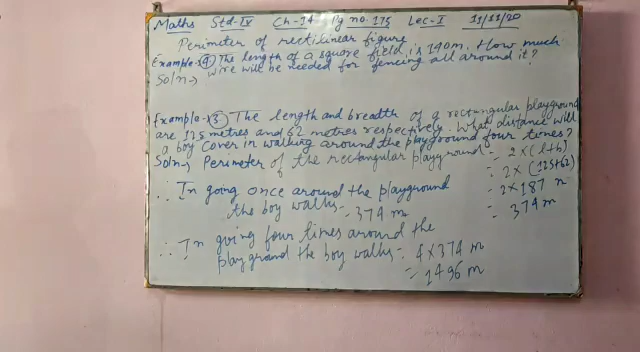 Maths Std-IV Ch-14 Pg no. 175 Lec-I 11/11/20
Perimeter of rectilinear figure
Example-④ The length of a square field is 140m. How much
Soln→ wire will be needed for fencing all around it?
Example-③ The length and breadth of a rectangular playground
are 125 metres and 62 metres respectively. What distance will
a boy cover in walking around the playground four times?
Soln→ Perimeter of the rectangular playground = 2×(l+b)
= 2× (125+62)
= 2×187 m
= 374m
∴ In going once around the playground
the boy walks = 374 m
∴ In going four times around the
playground the boy walks = 4×374 m
= 1496 m